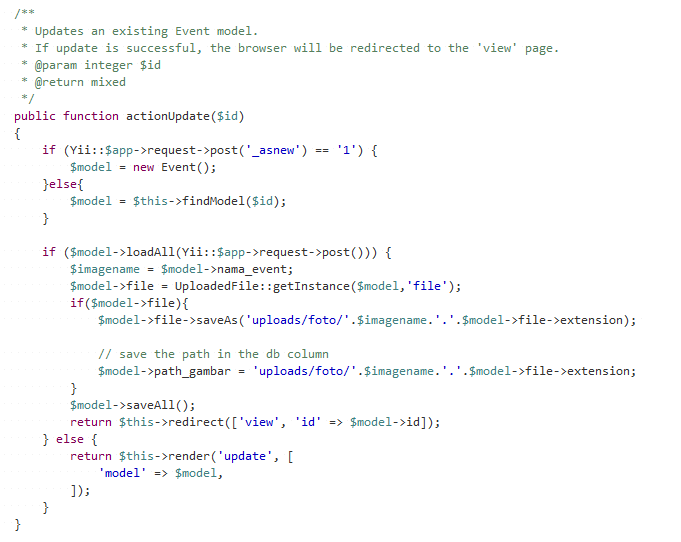 /**
 * Updates an existing Event model.
 * If update is successful, the browser will be redirected to the 'view' page.
 * @param integer $id
 * @return mixed
 */
public function actionUpdate($id)
{
    if (Yii::$app->request->post('_asnew') == '1') {
        $model = new Event();
    }else{
        $model = $this->findModel($id);
    }

    if ($model->loadAll(Yii::$app->request->post())) {
        $imagename = $model->nama_event;
        $model->file = UploadedFile::getInstance($model,'file');
        if($model->file){
            $model->file->saveAs('uploads/foto/'.$imagename.'.'.$model->file->extension);

            // save the path in the db column
            $model->path_gambar = 'uploads/foto/'.$imagename.'.'.$model->file->extension;
        }
        $model->saveAll();
        return $this->redirect(['view', 'id' => $model->id]);
    } else {
        return $this->render('update', [
            'model' => $model,
        ]);
    }
}